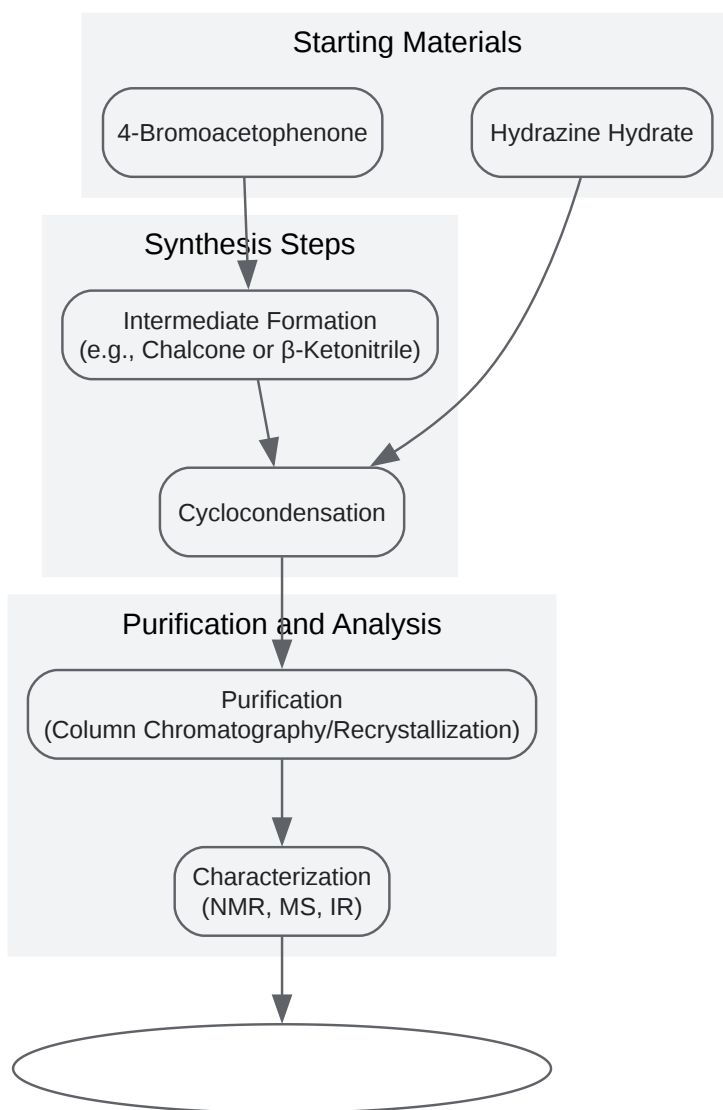 Starting Materials
4-Bromoacetophenone
Hydrazine Hydrate
Synthesis Steps
Intermediate Formation
(e.g., Chalcone or β-Ketonitrile)
Cyclocondensation
Purification and Analysis
Purification
(Column Chromatography/Recrystallization)
Characterization
(NMR, MS, IR)